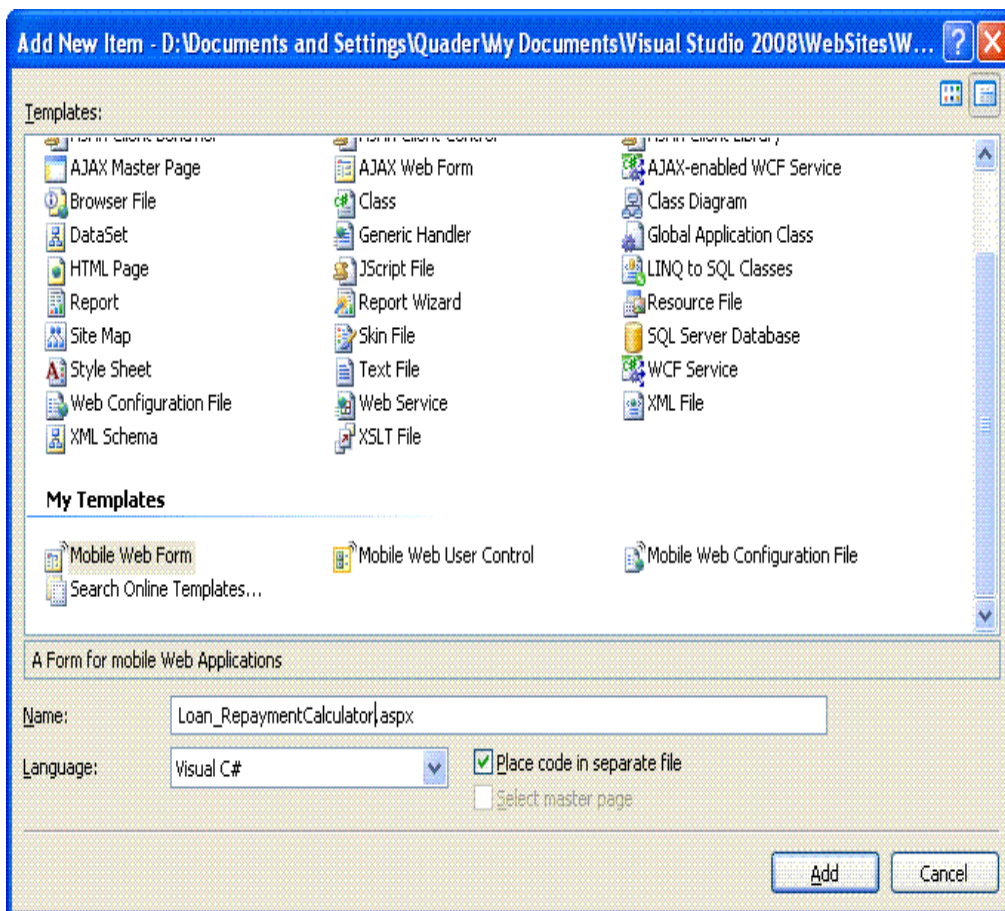 Add New Item - D:\Documents and Settings\Quader\My Documents\Visual Studio 2008\WebSites\W...
Templates:
AJAX Master Page AJAX Web Form AJAX-enabled WCF Service
Browser File Class Class Diagram
DataSet Generic Handler Global Application Class
HTML Page JScript File LINQ to SQL Classes
Report Report Wizard Resource File
Site Map Skin File SQL Server Database
Style Sheet Text File WCF Service
Web Configuration File Web Service XML File
XML Schema XSLT File
My Templates
Mobile Web Form Mobile Web User Control Mobile Web Configuration File
Search Online Templates...
A Form for mobile Web Applications
Name: Loan_RepaymentCalculator.aspx
Language: Visual C# Place code in separate file
Select master page
Add Cancel